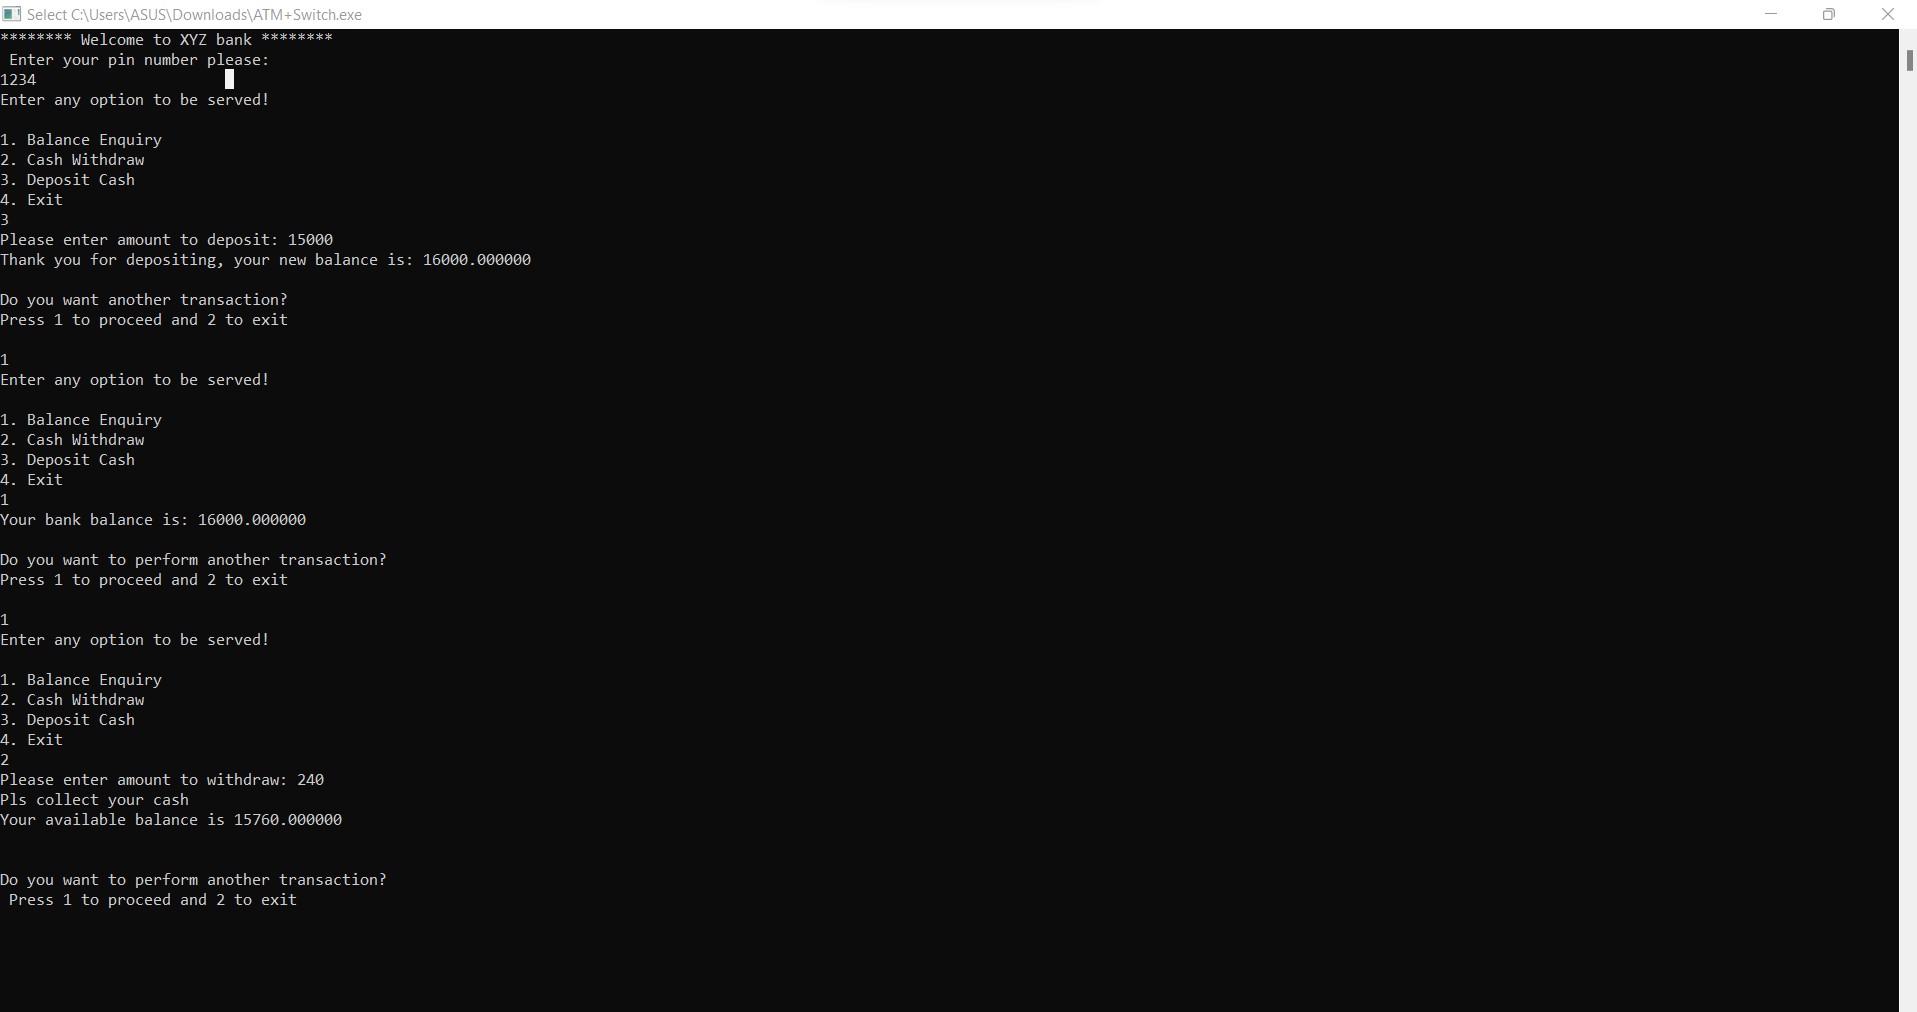 Select C:\Users\ASUS\Downloads\ATM+Switch.exe
******** Welcome to XYZ bank ********
 Enter your pin number please:
1234
Enter any option to be served!

1. Balance Enquiry
2. Cash Withdraw
3. Deposit Cash
4. Exit
3
Please enter amount to deposit: 15000
Thank you for depositing, your new balance is: 16000.000000

Do you want another transaction?
Press 1 to proceed and 2 to exit

1
Enter any option to be served!

1. Balance Enquiry
2. Cash Withdraw
3. Deposit Cash
4. Exit
1
Your bank balance is: 16000.000000

Do you want to perform another transaction?
Press 1 to proceed and 2 to exit

1
Enter any option to be served!

1. Balance Enquiry
2. Cash Withdraw
3. Deposit Cash
4. Exit
2
Please enter amount to withdraw: 240
Pls collect your cash
Your available balance is 15760.000000


Do you want to perform another transaction?
 Press 1 to proceed and 2 to exit